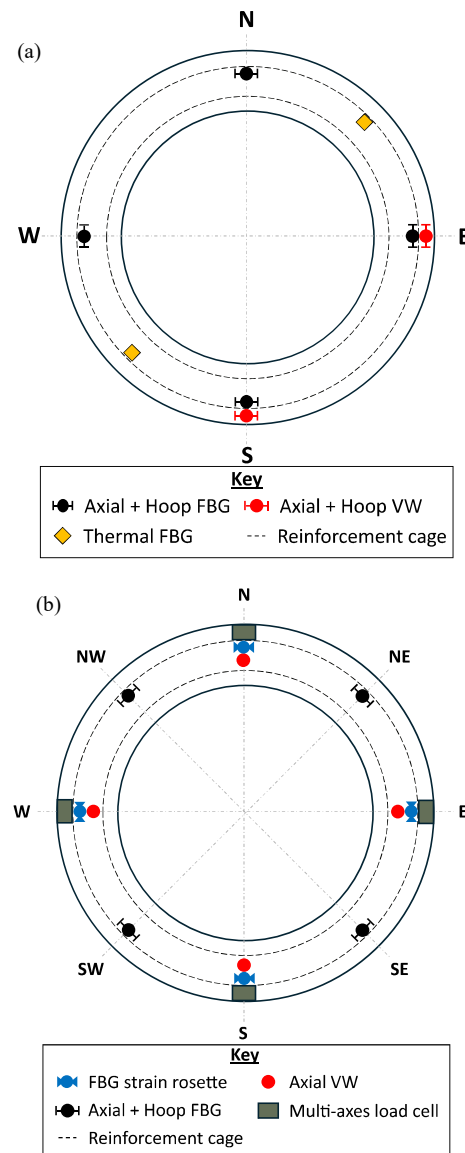 (a)
N
W
E
S
Key
Axial + Hoop FBG Axial + Hoop VW
Thermal FBG Reinforcement cage
(b)
N
NW NE
W E
SW SE
S
Key
FBG strain rosette Axial VW
Axial + Hoop FBG Multi-axes load cell
Reinforcement cage